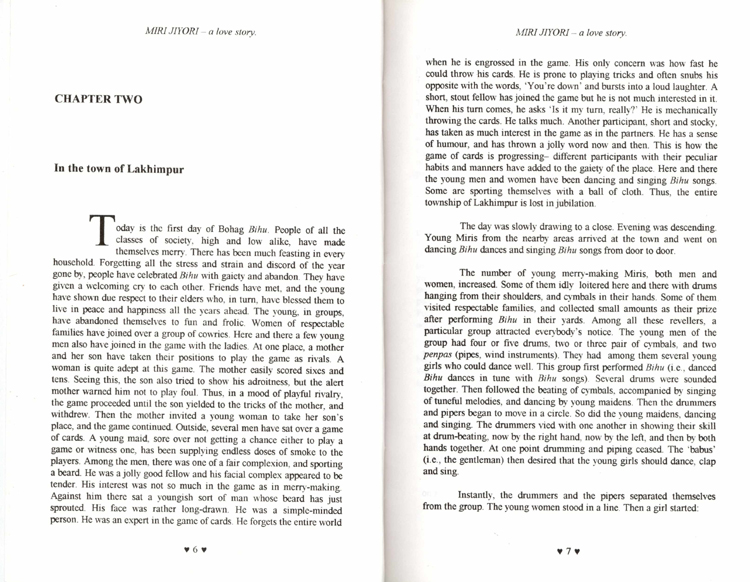 MIRI JIYORI – a love story.
CHAPTER TWO
In the town of Lakhimpur
Today is the first day of Bohag Bihu. People of all the
classes of society, high and low alike, have made
themselves merry. There has been much feasting in every
household. Forgetting all the stress and strain and discord of the year
gone by, people have celebrated Bihu with gaiety and abandon. They have
given a welcoming cry to each other. Friends have met, and the young
have shown due respect to their elders who, in turn, have blessed them to
live in peace and happiness all the years ahead. The young, in groups,
have abandoned themselves to fun and frolic. Women of respectable
families have joined over a group of cowries. Here and there a few young
men also have joined in the game with the ladies. At one place, a mother
and her son have taken their positions to play the game as rivals. A
woman is quite adept at this game. The mother easily scored sixes and
tens. Seeing this, the son also tried to show his adroitness, but the alert
mother warned him not to play foul. Thus, in a mood of playful rivalry,
the game proceeded until the son yielded to the tricks of the mother, and
withdrew. Then the mother invited a young woman to take her son's
place, and the game continued. Outside, several men have sat over a game
of cards. A young maid, sore over not getting a chance either to play a
game or witness one, has been supplying endless doses of smoke to the
players. Among the men, there was one of a fair complexion, and sporting
a beard. He was a jolly good fellow and his facial complex appeared to be
tender. His interest was not so much in the game as in merry-making.
Against him there sat a youngish sort of man whose beard has just
sprouted. His face was rather long-drawn. He was a simple-minded
person. He was an expert in the game of cards. He forgets the entire world
♥ 6 ♥
MIRI JIYORI – a love story.
when he is engrossed in the game. His only concern was how fast he
could throw his cards. He is prone to playing tricks and often snubs his
opposite with the words, 'You're down' and bursts into a loud laughter. A
short, stout fellow has joined the game but he is not much interested in it.
When his turn comes, he asks 'Is it my turn, really?' He is mechanically
throwing the cards. He talks much. Another participant, short and stocky,
has taken as much interest in the game as in the partners. He has a sense
of humour, and has thrown a jolly word now and then. This is how the
game of cards is progressing– different participants with their peculiar
habits and manners have added to the gaiety of the place. Here and there
the young men and women have been dancing and singing Bihu songs.
Some are sporting themselves with a ball of cloth. Thus, the entire
township of Lakhimpur is lost in jubilation.
The day was slowly drawing to a close. Evening was descending.
Young Miris from the nearby areas arrived at the town and went on
dancing Bihu dances and singing Bihu songs from door to door.
The number of young merry-making Miris, both men and
women, increased. Some of them idly loitered here and there with drums
hanging from their shoulders, and cymbals in their hands. Some of them
visited respectable families, and collected small amounts as their prize
after performing Bihu in their yards. Among all these revellers, a
particular group attracted everybody's notice. The young men of the
group had four or five drums, two or three pair of cymbals, and two
penpas (pipes, wind instruments). They had among them several young
girls who could dance well. This group first performed Bihu (i.e., danced
Bihu dances in tune with Bihu songs). Several drums were sounded
together. Then followed the beating of cymbals, accompanied by singing
of tuneful melodies, and dancing by young maidens. Then the drummers
and pipers began to move in a circle. So did the young maidens, dancing
and singing. The drummers vied with one another in showing their skill
at drum-beating, now by the right hand, now by the left, and then by both
hands together. At one point drumming and piping ceased. The 'babus'
(i.e., the gentleman) then desired that the young girls should dance, clap
and sing.
Instantly, the drummers and the pipers separated themselves
from the group. The young women stood in a line. Then a girl started:
♥ 7 ♥